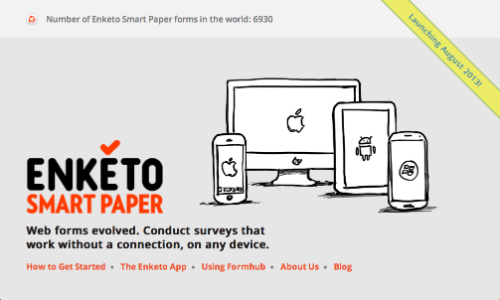 Number of Enketo Smart Paper forms in the world: 6930
Launching August 2013!
ENKETO
SMART PAPER
Web forms evolved. Conduct surveys that
work without a connection, on any device.
How to Get Started • The Enketo App • Using Formhub • About Us • Blog